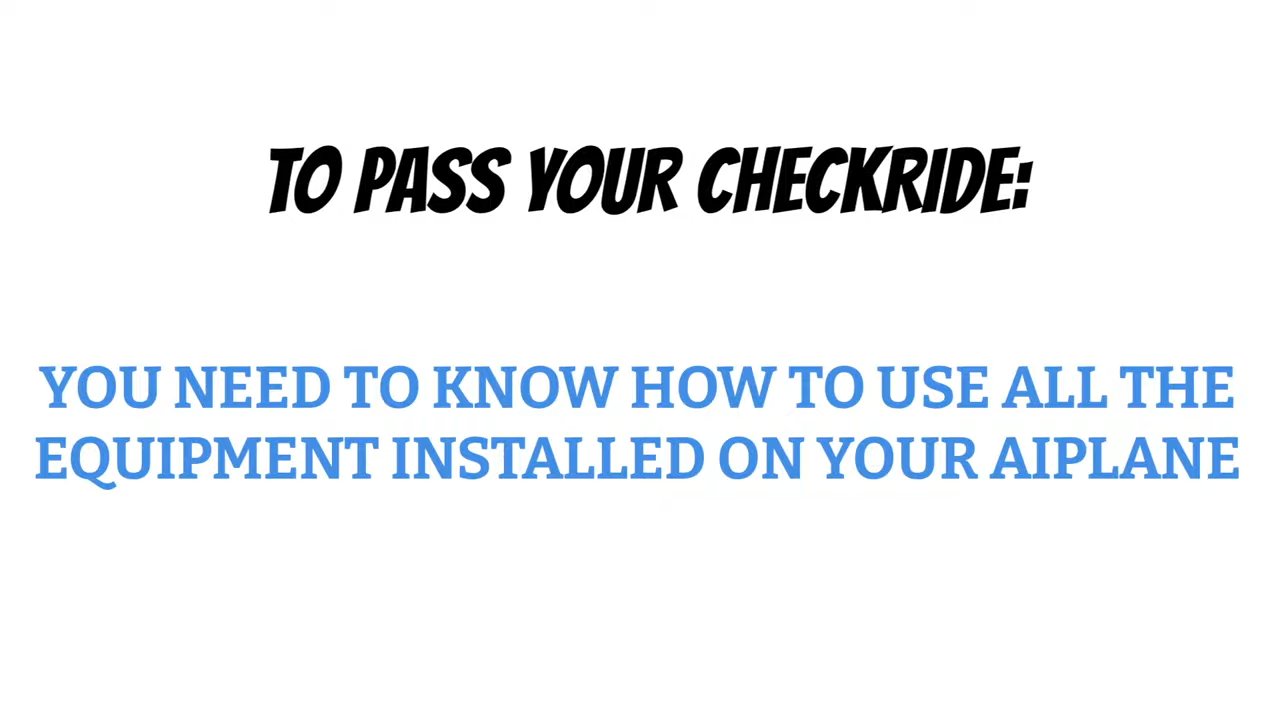 TO PASS YOUR CHECKRIDE:
YOU NEED TO KNOW HOW TO USE ALL THE
EQUIPMENT INSTALLED ON YOUR AIPLANE